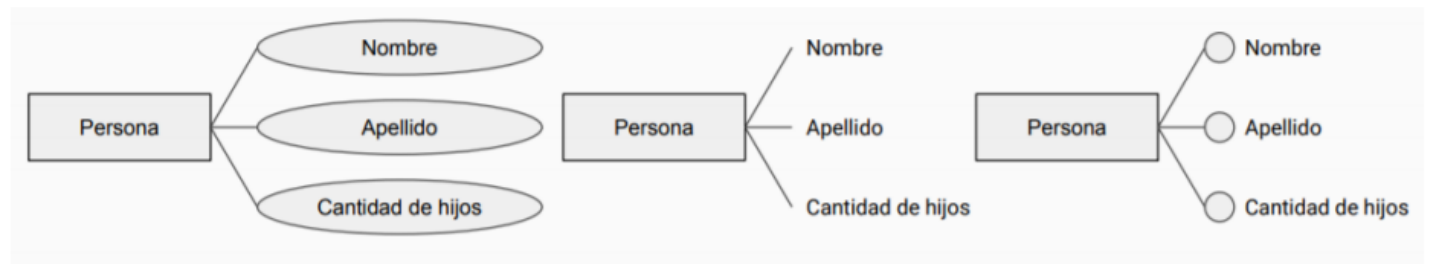 Nombre
Nombre
Nombre
Persona
Apellido
Persona
Apellido
Persona
Apellido
Cantidad de hijos
Cantidad de hijos
Cantidad de hijos